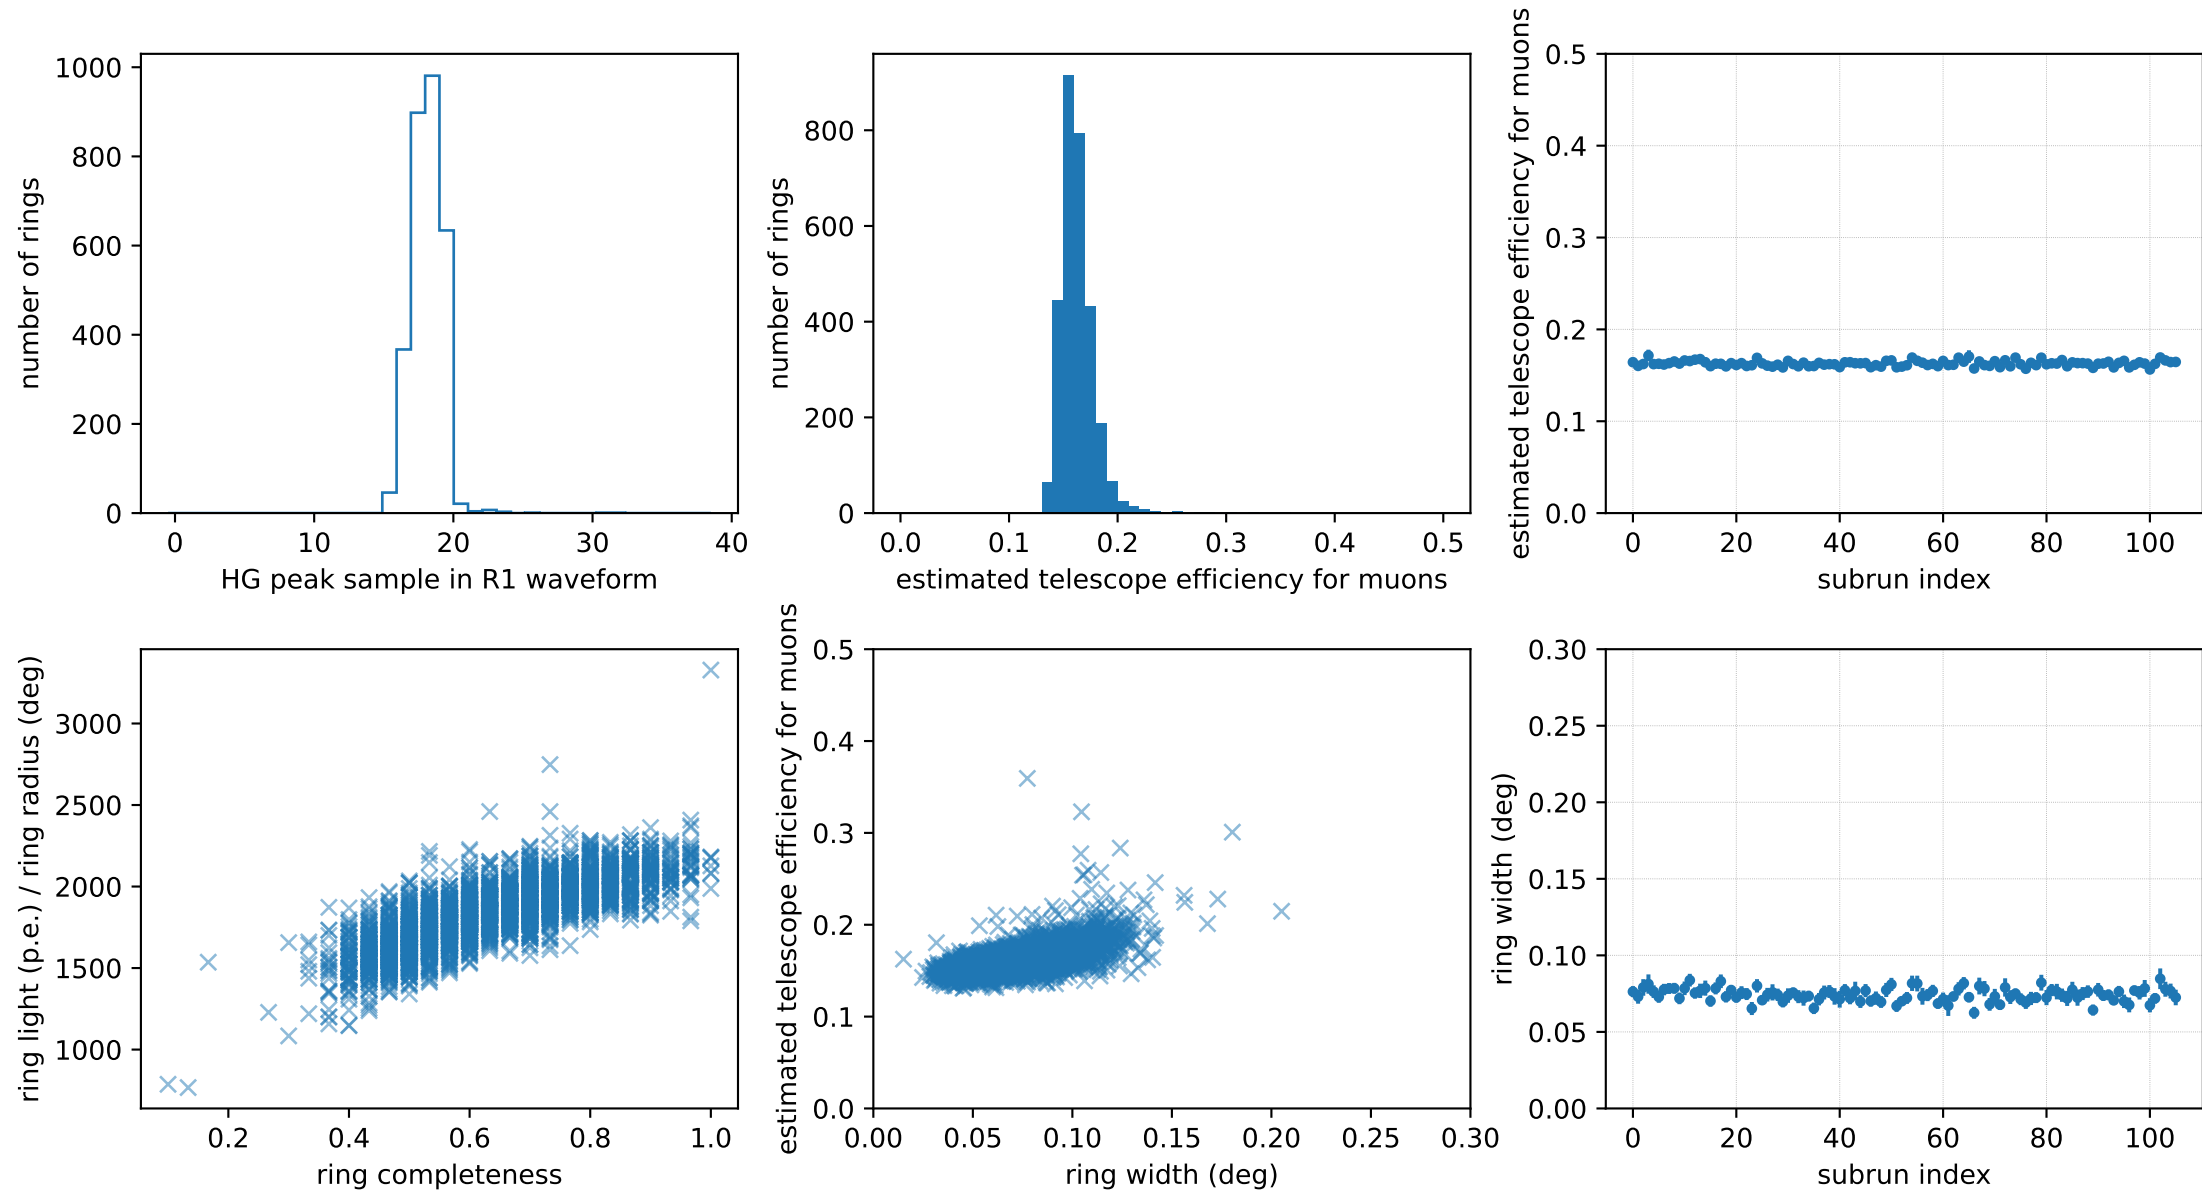 1000
800
600
400
200
0
number of rings
0 10 20 30 40
HG peak sample in R1 waveform
800
600
400
200
0
number of rings
0.0 0.1 0.2 0.3 0.4 0.5
estimated telescope efficiency for muons
0.5
0.4
0.3
0.2
0.1
0.0
estimated telescope efficiency for muons
0 20 40 60 80 100
subrun index
3000
2500
2000
1500
1000
ring light (p.e.) / ring radius (deg)
0.2 0.4 0.6 0.8 1.0
ring completeness
0.5
0.4
0.3
0.2
0.1
0.0
estimated telescope efficiency for muons
0.00 0.05 0.10 0.15 0.20 0.25 0.30
ring width (deg)
0.30
0.25
0.20
0.15
0.10
0.05
0.00
ring width (deg)
0 20 40 60 80 100
subrun index